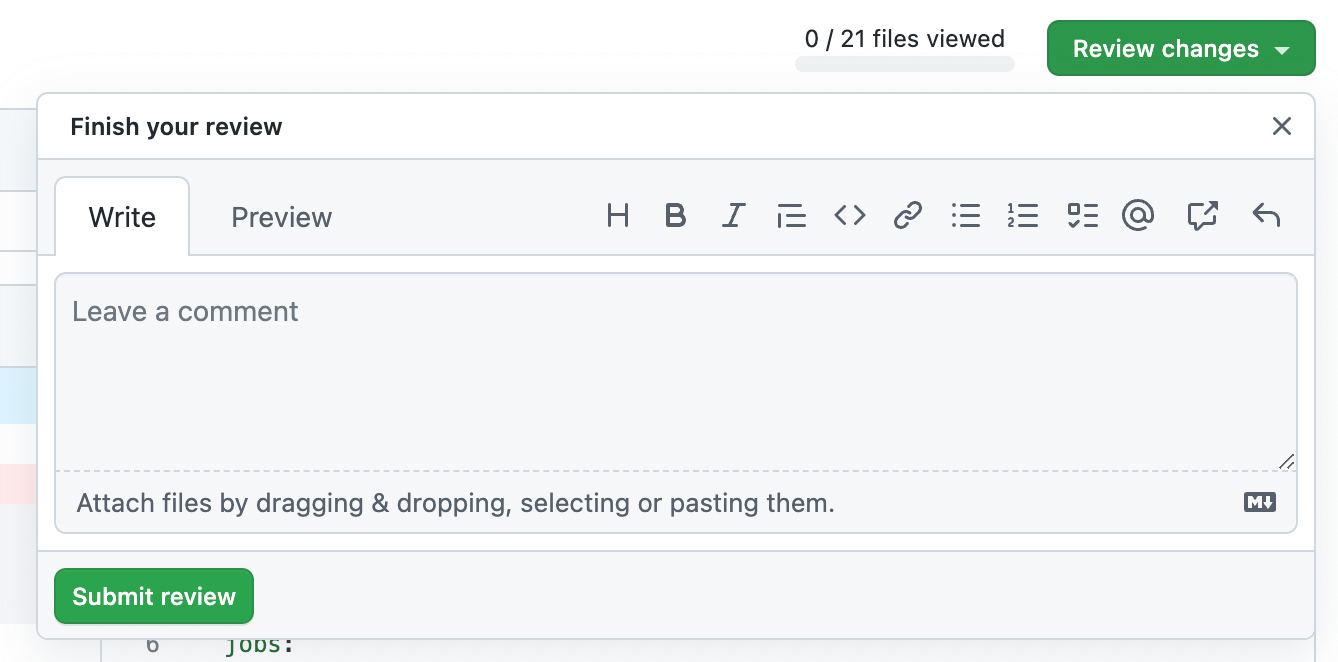 0 / 21 files viewed
Review changes
Finish your review
Write
Preview
Leave a comment
Attach files by dragging & dropping, selecting or pasting them.
Submit review
6 jobs: